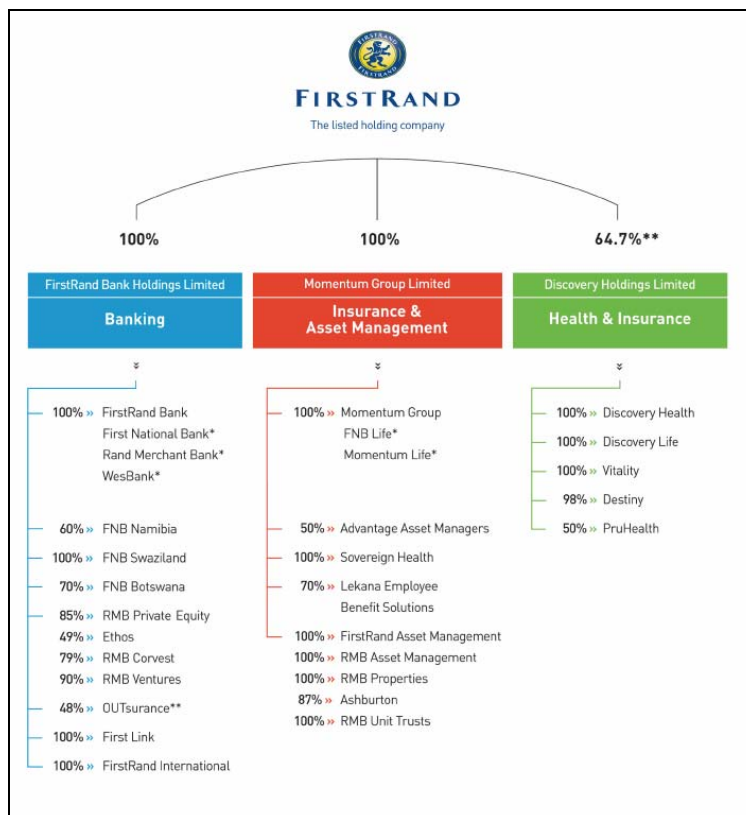 FIRSTRAND
FIRSTRAND
FIRSTRAND
The listed holding company
100%
100%
64.7%**
FirstRand Bank Holdings Limited
Banking
Momentum Group Limited
Insurance &
Asset Management
Discovery Holdings Limited
Health & Insurance
100% » FirstRand Bank
First National Bank*
Rand Merchant Bank*
WesBank*
60% » FNB Namibia
100% » FNB Swaziland
70% » FNB Botswana
85% » RMB Private Equity
49% » Ethos
79% » RMB Corvest
90% » RMB Ventures
48% » OUTsurance**
100% » First Link
100% » FirstRand International
100% » Momentum Group
FNB Life*
Momentum Life*
50% » Advantage Asset Managers
100% » Sovereign Health
70% » Lekana Employee
Benefit Solutions
100% » FirstRand Asset Management
100% » RMB Asset Management
100% » RMB Properties
87% » Ashburton
100% » RMB Unit Trusts
100% » Discovery Health
100% » Discovery Life
100% » Vitality
98% » Destiny
50% » PruHealth